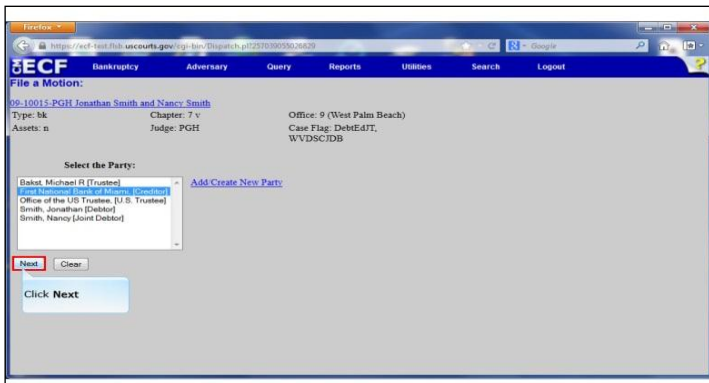 Firefox
https://ecf-test.flsb.uscourts.gov/cgi-bin/Dispatch.pl?257039055026829
Google
ECF Bankruptcy Adversary Query Reports Utilities Search Logout ?
File a Motion:
09-10015-PGH Jonathan Smith and Nancy Smith
Type: bk Chapter: 7 v Office: 9 (West Palm Beach)
Assets: n Judge: PGH Case Flag: DebtEdJT,
WVDSCJDB
Select the Party:
Bakst, Michael R [Trustee] Add/Create New Party
First National Bank of Miami, [Creditor]
Office of the US Trustee, [U.S. Trustee]
Smith, Jonathan [Debtor]
Smith, Nancy [Joint Debtor]
Next Clear
Click Next